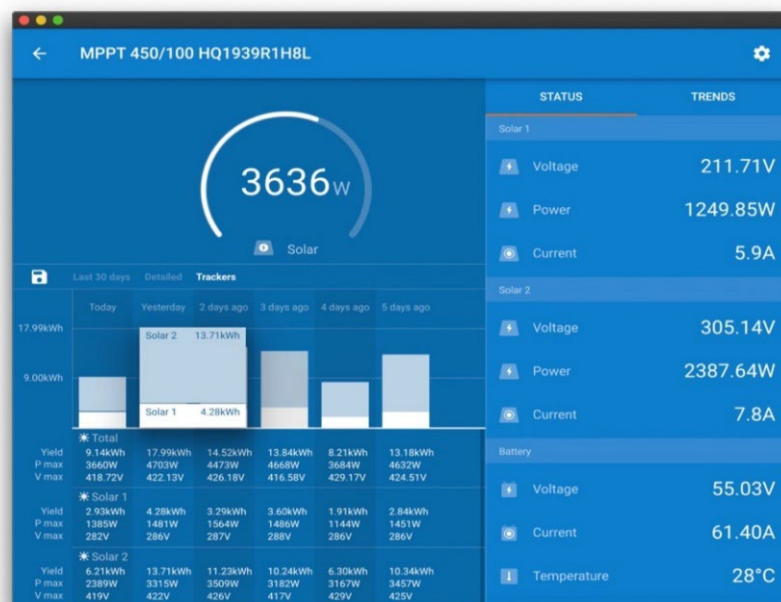 MPPT 450/100 HQ1939R1H8L
3636W
Solar
Last 30 days Detailed Trackers
Today Yesterday 2 days ago 3 days ago 4 days ago 5 days ago
17.99kWh
9.00kWh
Solar 2 13.71kWh
Solar 1 4.28kWh
Total
Yield 9.14kWh 17.99kWh 14.52kWh 13.84kWh 8.21kWh 13.18kWh
P max 3660W 4703W 4473W 4668W 3684W 4632W
V max 418.72V 422.13V 426.18V 416.58V 429.17V 424.51V
Solar 1
Yield 2.93kWh 4.28kWh 3.29kWh 3.60kWh 1.91kWh 2.84kWh
P max 1385W 1481W 1564W 1486W 1144W 1451W
V max 282V 286V 287V 288V 286V 286V
Solar 2
Yield 6.21kWh 13.71kWh 11.23kWh 10.24kWh 6.30kWh 10.34kWh
P max 2389W 3315W 3509W 3182W 3167W 3457W
V max 419V 422V 426V 417V 429V 425V
STATUS TRENDS
Solar 1
Voltage 211.71V
Power 1249.85W
Current 5.9A
Solar 2
Voltage 305.14V
Power 2387.64W
Current 7.8A
Battery
Voltage 55.03V
Current 61.40A
Temperature 28°C